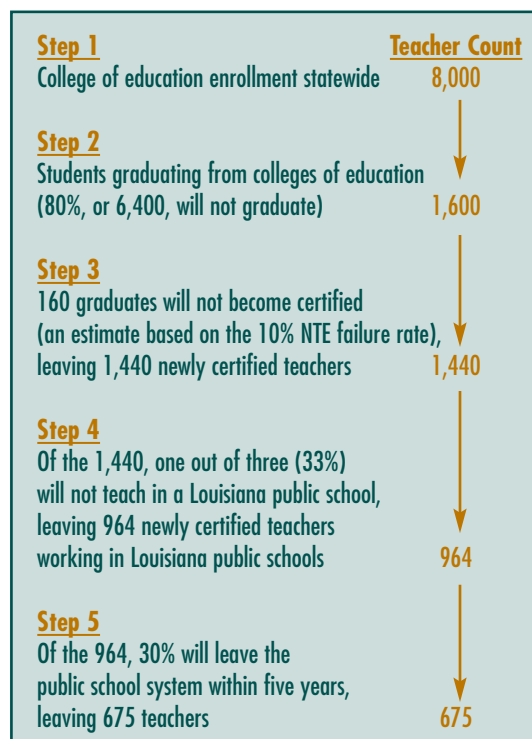 Step 1 Teacher Count
College of education enrollment statewide 8,000
Step 2
Students graduating from colleges of education
(80%, or 6,400, will not graduate) 1,600
Step 3
160 graduates will not become certified
(an estimate based on the 10% NTE failure rate),
leaving 1,440 newly certified teachers 1,440
Step 4
Of the 1,440, one out of three (33%)
will not teach in a Louisiana public school,
leaving 964 newly certified teachers
working in Louisiana public schools 964
Step 5
Of the 964, 30% will leave the
public school system within five years,
leaving 675 teachers 675